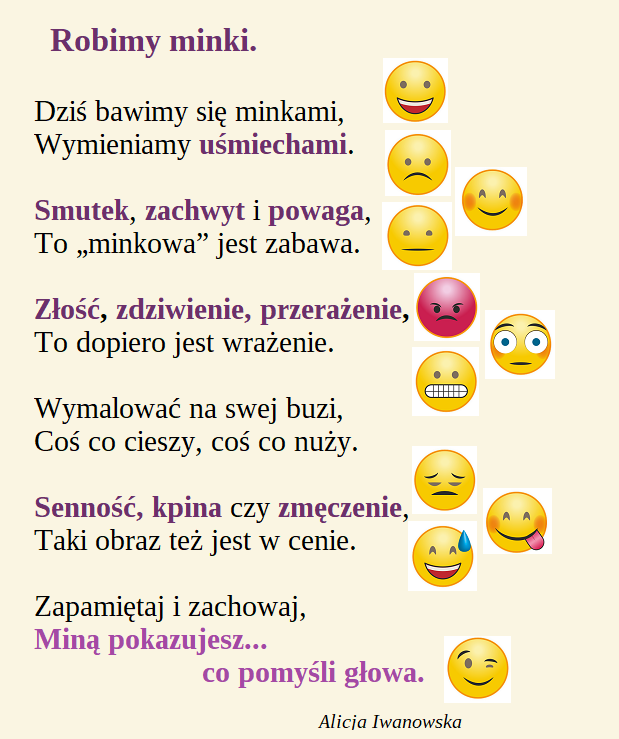 Robimy minki.
Dziś bawimy się minkami,
Wymieniamy uśmiechami.
Smutek, zachwyt i powaga,
To „minkowa” jest zabawa.
Złość, zdziwienie, przerażenie,
To dopiero jest wrażenie.
Wymalować na swej buzi,
Coś co cieszy, coś co nuży.
Senność, kpina czy zmęczenie,
Taki obraz też jest w cenie.
Zapamiętaj i zachowaj,
Miną pokazujesz...
co pomyśli głowa.
Alicja Iwanowska